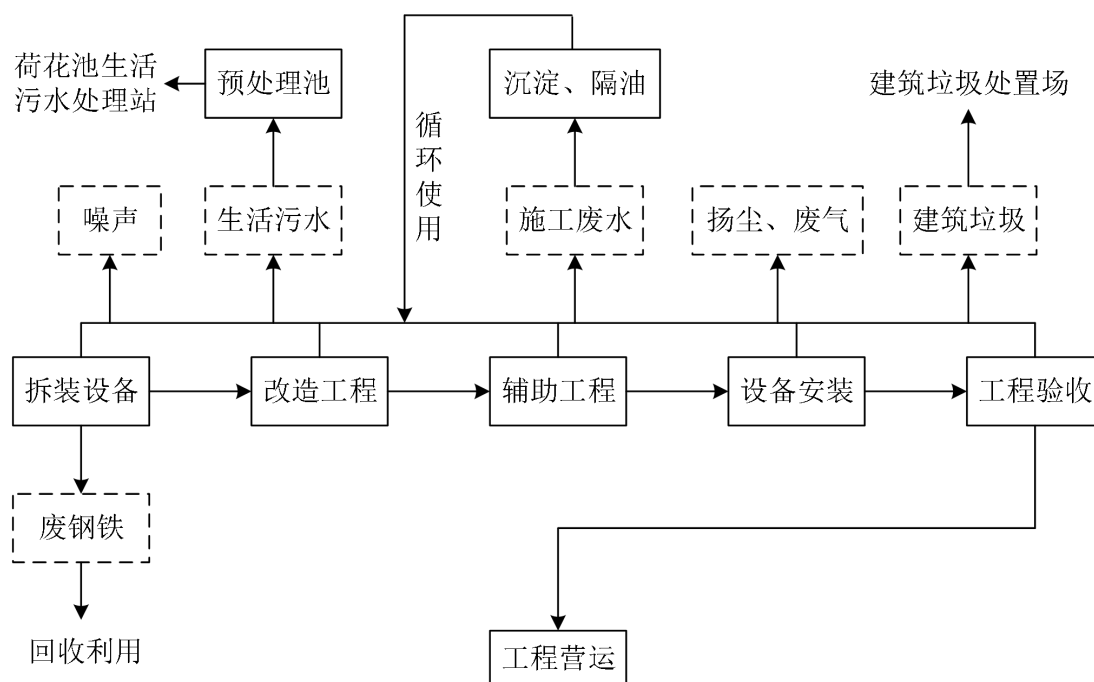 荷花池生活
污水处理站
预处理池
沉淀、隔油
建筑垃圾处置场
循环使用
噪声
生活污水
施工废水
扬尘、废气
建筑垃圾
拆装设备
改造工程
辅助工程
设备安装
工程验收
废钢铁
回收利用
工程营运